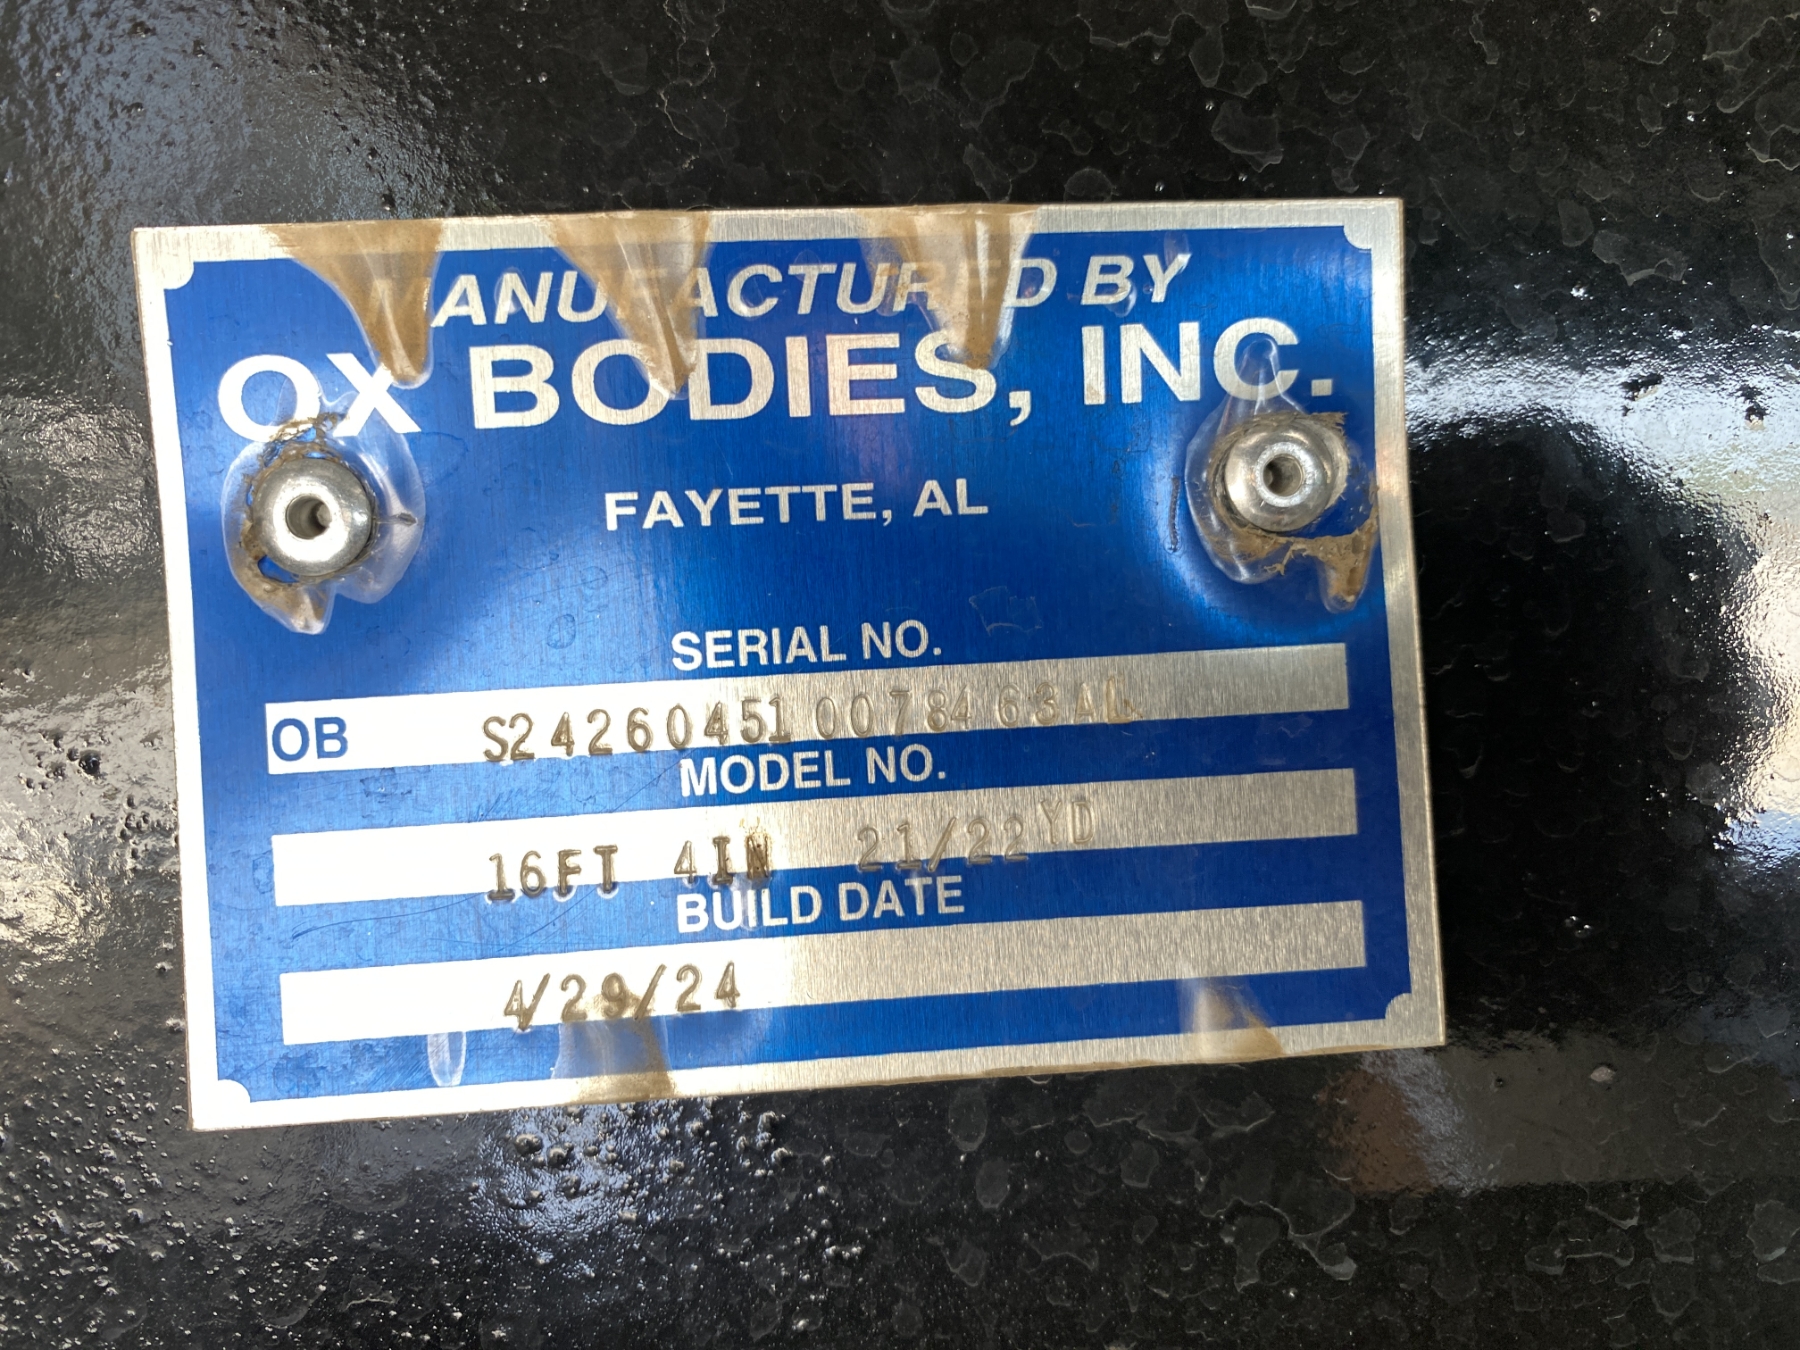 MANUFACTURED BY
OX BODIES, INC.
FAYETTE, AL
SERIAL NO.
OB S242604510078463AL
MODEL NO.
16FT 4IN 21/22YD
BUILD DATE
4/29/24